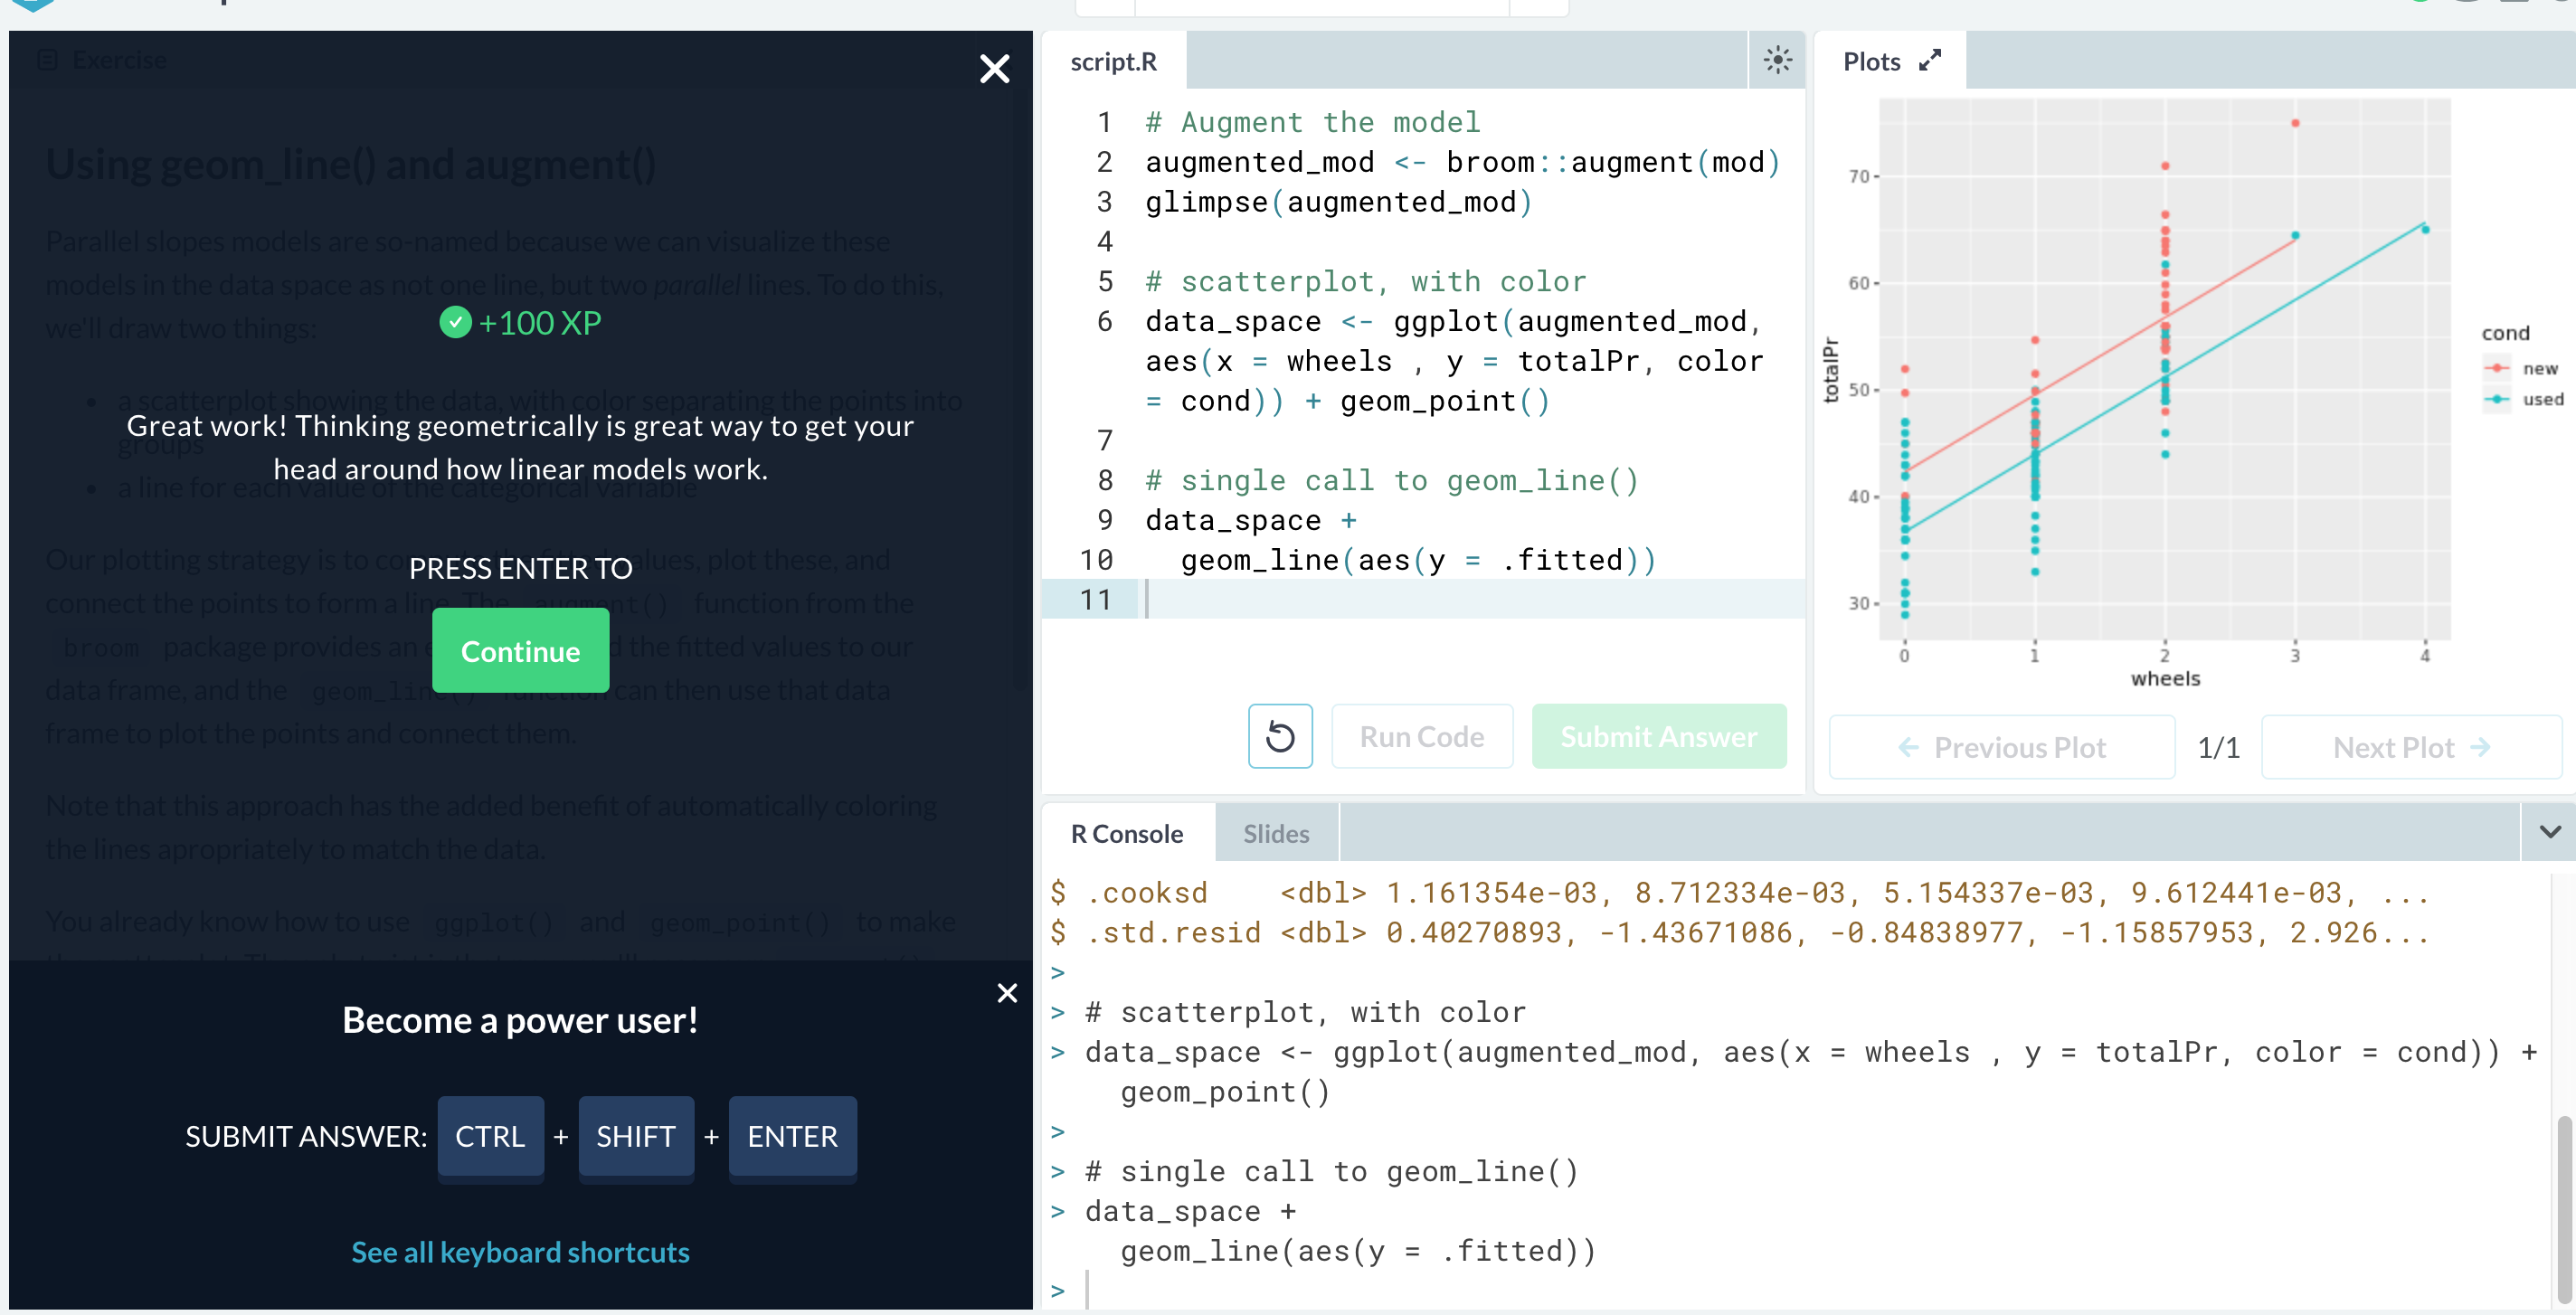 Exercise
Using geom_line() and augment()
Parallel slopes models are so-named because we can visualize these
models in the data space as not one line, but two parallel lines. To do this,
we'll draw two things:
+100 XP
a scatterplot showing the data, with color separating the points into
groups
Great work! Thinking geometrically is great way to get your
head around how linear models work.
a line for each value of the categorical variable
Our plotting strategy is to compute the fitted values, plot these, and
PRESS ENTER TO
connect the points to form a line. The augment() function from the
Continue
broom package provides an the fitted values to our
data frame, and the geom_line() function can then use that data
frame to plot the points and connect them.
Note that this approach has the added benefit of automatically coloring
the lines apropriately to match the data.
You already know how to use ggplot() and geom_point() to make
Become a power user!
SUBMIT ANSWER: CTRL + SHIFT + ENTER
See all keyboard shortcuts
script.R
1 # Augment the model
2 augmented_mod <- broom::augment(mod)
3 glimpse(augmented_mod)
4
5 # scatterplot, with color
6 data_space <- ggplot(augmented_mod,
aes(x = wheels , y = totalPr, color
= cond)) + geom_point()
7
8 # single call to geom_line()
9 data_space +
10 geom_line(aes(y = .fitted))
11
Run Code
Submit Answer
Plots
70
60
50
40
30
totalPr
0 1 2 3 4
wheels
cond
new
used
Previous Plot 1/1 Next Plot
R Console
Slides
$ .cooksd <dbl> 1.161354e-03, 8.712334e-03, 5.154337e-03, 9.612441e-03, ...
$ .std.resid <dbl> 0.40270893, -1.43671086, -0.84838977, -1.15857953, 2.926...
>
> # scatterplot, with color
> data_space <- ggplot(augmented_mod, aes(x = wheels , y = totalPr, color = cond)) +
geom_point()
>
> # single call to geom_line()
> data_space +
geom_line(aes(y = .fitted))
>